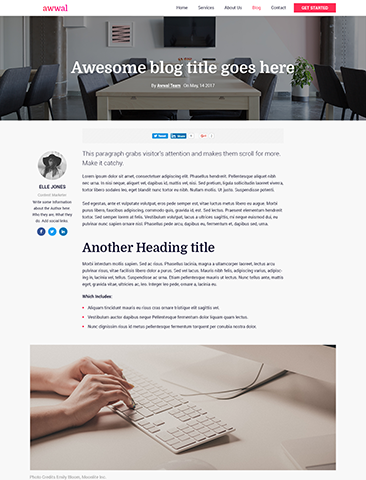 awwal
Home Services About Us Blog Contact GET STARTED
Awesome blog title goes here
By Awwal Team On May, 14 2017
Tweet Share G+
This paragraph grabs visitor's attention and makes them scroll for more.
Make it catchy.
ELLE JONES
Content Marketer
Write some information
about the author here.
Who they are, What they
do. Add social links
Lorem ipsum dolor sit amet, consectetuer adipiscing elit. Phasellus hendrerit. Pellentesque aliquet nibh
nec urna. In nisi neque, aliquet vel, dapibus id, mattis vel, nisi. Sed pretium, ligula sollicitudin laoreet viverra,
tortor libero sodales leo, eget blandit nunc tortor eu nibh. Nullam mollis. Ut justo. Suspendisse potenti.
Sed egestas, ante et vulputate volutpat, eros pede semper est, vitae luctus metus libero eu augue. Morbi
purus libero, faucibus adipiscing, commodo quis, gravida id, est. Sed lectus. Praesent elementum hendrerit
tortor. Sed semper lorem at felis. Vestibulum volutpat, lacus a ultrices sagittis, mi neque euismod dui, eu
pulvinar nunc sapien ornare nisl. Phasellus pede arcu, dapibus eu, fermentum et, dapibus sed, urna.
Another Heading title
Morbi interdum mollis sapien. Sed ac risus. Phasellus lacinia, magna a ullamcorper laoreet, lectus arcu
pulvinar risus, vitae facilisis libero dolor a purus. Sed vel lacus. Mauris nibh felis, adipiscing varius, adipisc-
ing in, lacinia vel, tellus. Suspendisse ac urna. Etiam pellentesque mauris ut lectus. Nunc tellus ante, mattis
eget, gravida vitae, ultricies ac, leo. Integer leo pede, ornare a, lacinia eu.
Which includes:
Aliquam tincidunt mauris eu risus cras ornare tristique elit sagittis vel.
Vestibulum auctor dapibus neque Pellentesque fermentum dolor liquam quam lectus.
Nunc dignissim risus id metus pellentesque fermentum torquent per conubia nostra dolor.
Photo Credits Emily Bloom, Marvilta Inc.